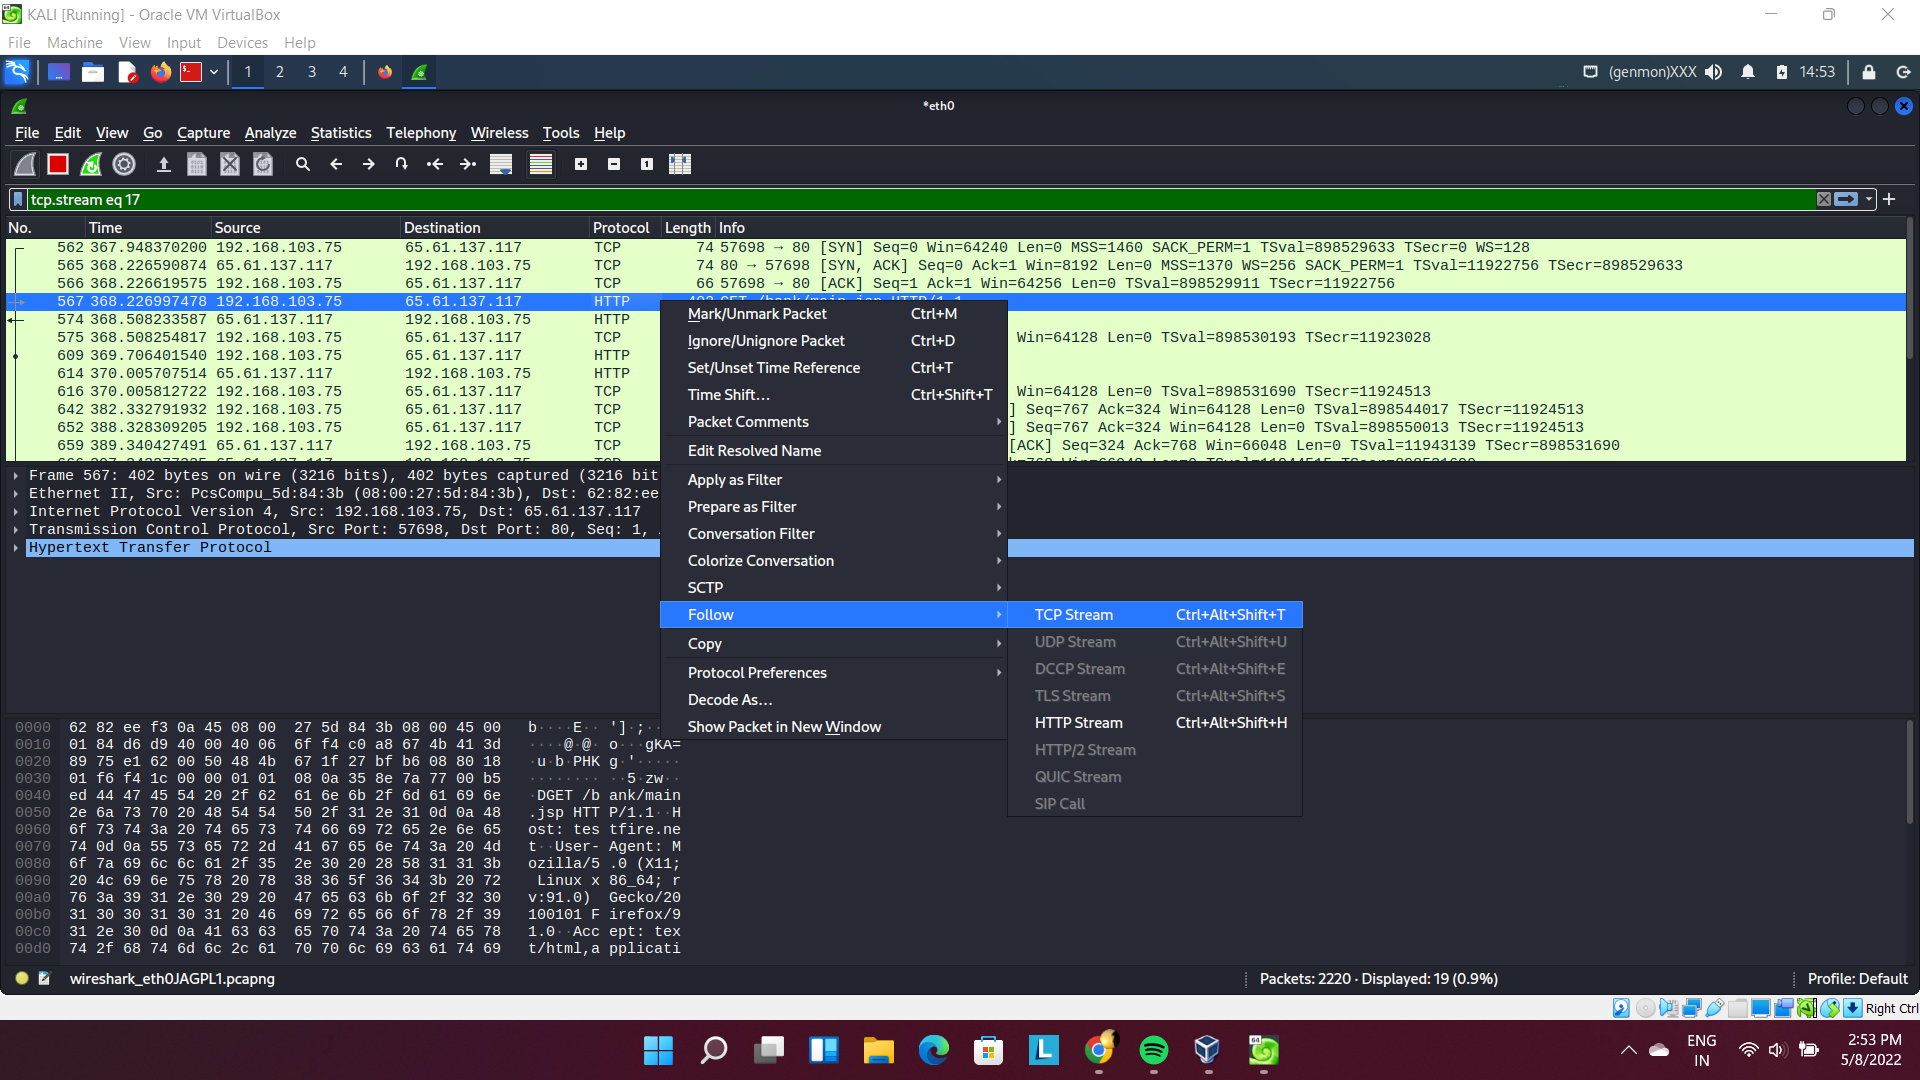 KALI [Running] - Oracle VM VirtualBox
File Machine View Input Devices Help
1 2 3 4 (genmon)XXX 14:53
*eth0
File Edit View Go Capture Analyze Statistics Telephony Wireless Tools Help
tcp.stream eq 17
No. Time Source Destination Protocol Length Info
562 367.948370200 192.168.103.75 65.61.137.117 TCP 74 57698 → 80 [SYN] Seq=0 Win=64240 Len=0 MSS=1460 SACK_PERM=1 TSval=898529633 TSecr=0 WS=128
565 368.226590874 65.61.137.117 192.168.103.75 TCP 74 80 → 57698 [SYN, ACK] Seq=0 Ack=1 Win=8192 Len=0 MSS=1370 WS=256 SACK_PERM=1 TSval=11922756 TSecr=898529633
566 368.226619575 192.168.103.75 65.61.137.117 TCP 66 57698 → 80 [ACK] Seq=1 Ack=1 Win=64256 Len=0 TSval=898529911 TSecr=11922756
567 368.226997478 192.168.103.75 65.61.137.117 HTTP 402 GET /bank/main.jsp HTTP/1.1
574 368.508233587 65.61.137.117 192.168.103.75 HTTP
575 368.508254817 192.168.103.75 65.61.137.117 TCP Win=64128 Len=0 TSval=898530193 TSecr=11923028
609 369.706401540 192.168.103.75 65.61.137.117 HTTP
614 370.005707514 65.61.137.117 192.168.103.75 HTTP
616 370.005812722 192.168.103.75 65.61.137.117 TCP Win=64128 Len=0 TSval=898531690 TSecr=11924513
642 382.332791932 192.168.103.75 65.61.137.117 TCP ] Seq=767 Ack=324 Win=64128 Len=0 TSval=898544017 TSecr=11924513
652 388.328309205 192.168.103.75 65.61.137.117 TCP ] Seq=767 Ack=324 Win=64128 Len=0 TSval=898550013 TSecr=11924513
659 389.340427491 65.61.137.117 192.168.103.75 TCP [ACK] Seq=324 Ack=768 Win=66048 Len=0 TSval=11943139 TSecr=898531690
Mark/Unmark Packet Ctrl+M
Ignore/Unignore Packet Ctrl+D
Set/Unset Time Reference Ctrl+T
Time Shift... Ctrl+Shift+T
Packet Comments
Edit Resolved Name
Apply as Filter
Prepare as Filter
Conversation Filter
Colorize Conversation
SCTP
Follow
Copy
Protocol Preferences
Decode As...
Show Packet in New Window
TCP Stream Ctrl+Alt+Shift+T
UDP Stream Ctrl+Alt+Shift+U
DCCP Stream Ctrl+Alt+Shift+E
TLS Stream Ctrl+Alt+Shift+S
HTTP Stream Ctrl+Alt+Shift+H
HTTP/2 Stream
QUIC Stream
SIP Call
Frame 567: 402 bytes on wire (3216 bits), 402 bytes captured (3216 bit
Ethernet II, Src: PcsCompu_5d:84:3b (08:00:27:5d:84:3b), Dst: 62:82:ee
Internet Protocol Version 4, Src: 192.168.103.75, Dst: 65.61.137.117
Transmission Control Protocol, Src Port: 57698, Dst Port: 80, Seq: 1,
Hypertext Transfer Protocol
0000 62 82 ee f3 0a 45 08 00 27 5d 84 3b 08 00 45 00 b····E·· ']·;··
0010 01 84 d6 d9 40 00 40 06 6f f4 c0 a8 67 4b 41 3d ····@·@· o···gKA=
0020 89 75 e1 62 00 50 48 4b 67 1f 27 bf b6 08 80 18 ·u·b·PHK g·'·····
0030 01 f6 f4 1c 00 00 01 01 08 0a 35 8e 7a 77 00 b5 ········ ··5·zw··
0040 ed 44 47 45 54 20 2f 62 61 6e 6b 2f 6d 61 69 6e ·DGET /b ank/main
0050 2e 6a 73 70 20 48 54 54 50 2f 31 2e 31 0d 0a 48 .jsp HTT P/1.1··H
0060 6f 73 74 3a 20 74 65 73 74 66 69 72 65 2e 6e 65 ost: tes tfire.ne
0070 74 0d 0a 55 73 65 72 2d 41 67 65 6e 74 3a 20 4d t··User- Agent: M
0080 6f 7a 69 6c 6c 61 2f 35 2e 30 20 28 58 31 31 3b ozilla/5 .0 (X11;
0090 20 4c 69 6e 75 78 20 78 38 36 5f 36 34 3b 20 72 Linux x 86_64; r
00a0 76 3a 39 31 2e 30 29 20 47 65 63 6b 6f 2f 32 30 v:91.0) Gecko/20
00b0 31 30 30 31 30 31 20 46 69 72 65 66 6f 78 2f 39 100101 F irefox/9
00c0 31 2e 30 0d 0a 41 63 63 65 70 74 3a 20 74 65 78 1.0··Acc ept: tex
00d0 74 2f 68 74 6d 6c 2c 61 70 70 6c 69 63 61 74 69 t/html,a pplicati
wireshark_eth0JAGPL1.pcapng Packets: 2220 · Displayed: 19 (0.9%) Profile: Default
Right Ctrl
ENG
IN
2:53 PM
5/8/2022